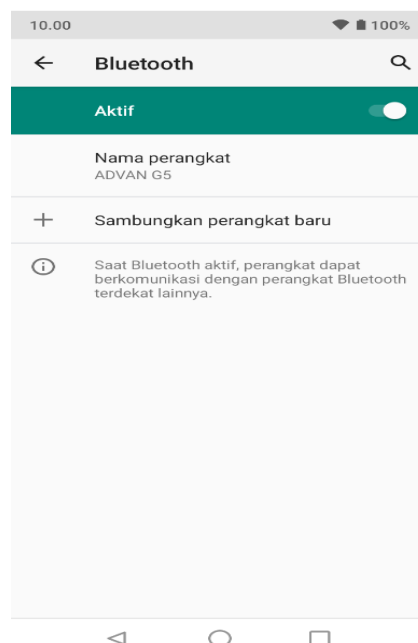 10.00 100%
Bluetooth
Aktif
Nama perangkat
ADVAN G5
Sambungkan perangkat baru
Saat Bluetooth aktif, perangkat dapat
berkomunikasi dengan perangkat Bluetooth
terdekat lainnya.